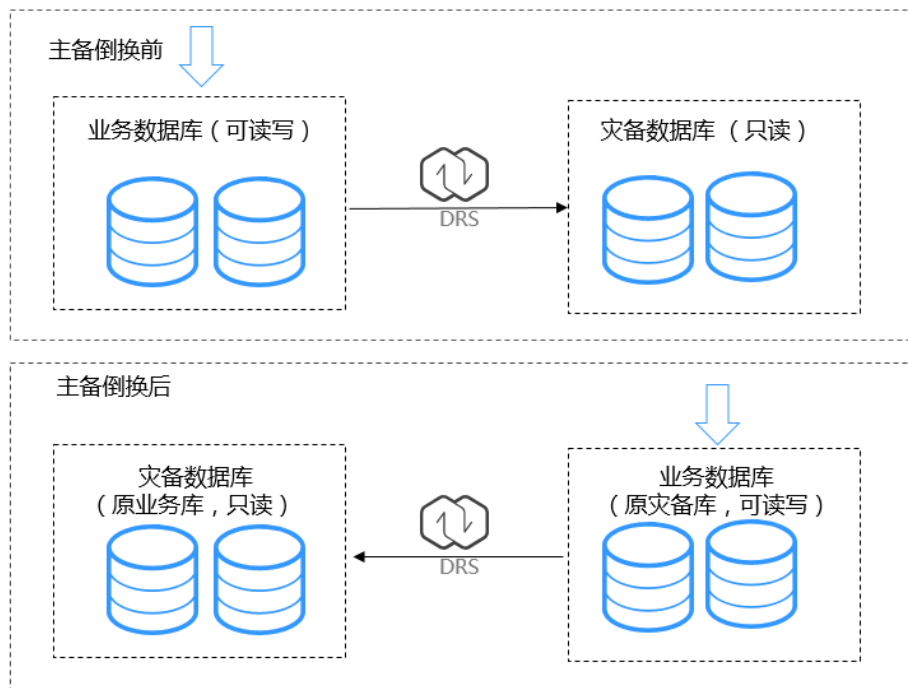 主备倒换前
业务数据库（可读写）
灾备数据库 （只读）
DRS
主备倒换后
灾备数据库
（原业务库，只读）
业务数据库
（原灾备库，可读写）
DRS